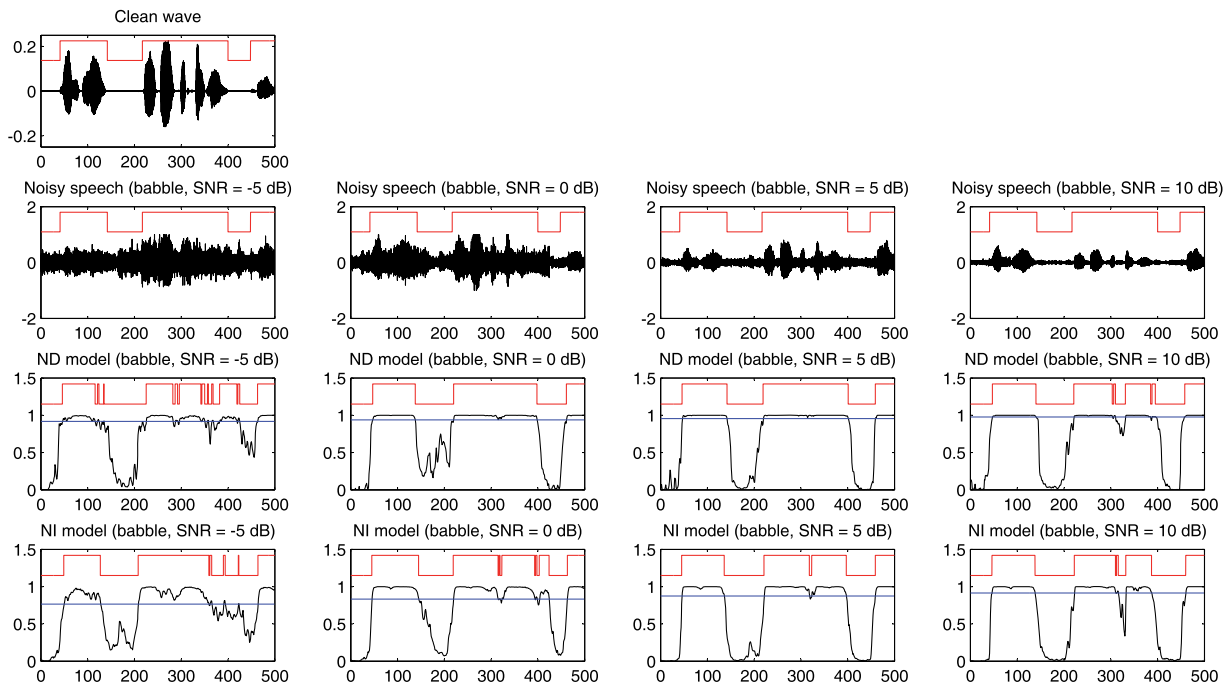 Clean wave
0.2
0
-0.2
0 100 200 300 400 500
Noisy speech (babble, SNR = -5 dB) Noisy speech (babble, SNR = 0 dB) Noisy speech (babble, SNR = 5 dB) Noisy speech (babble, SNR = 10 dB)
2 2 2 2
0 0 0 0
-2 -2 -2 -2
0 100 200 300 400 500 0 100 200 300 400 500 0 100 200 300 400 500 0 100 200 300 400 500
ND model (babble, SNR = -5 dB) ND model (babble, SNR = 0 dB) ND model (babble, SNR = 5 dB) ND model (babble, SNR = 10 dB)
1.5 1.5 1.5 1.5
1 1 1 1
0.5 0.5 0.5 0.5
0 0 0 0
0 100 200 300 400 500 0 100 200 300 400 500 0 100 200 300 400 500 0 100 200 300 400 500
NI model (babble, SNR = -5 dB) NI model (babble, SNR = 0 dB) NI model (babble, SNR = 5 dB) NI model (babble, SNR = 10 dB)
1.5 1.5 1.5 1.5
1 1 1 1
0.5 0.5 0.5 0.5
0 0 0 0
0 100 200 300 400 500 0 100 200 300 400 500 0 100 200 300 400 500 0 100 200 300 400 500